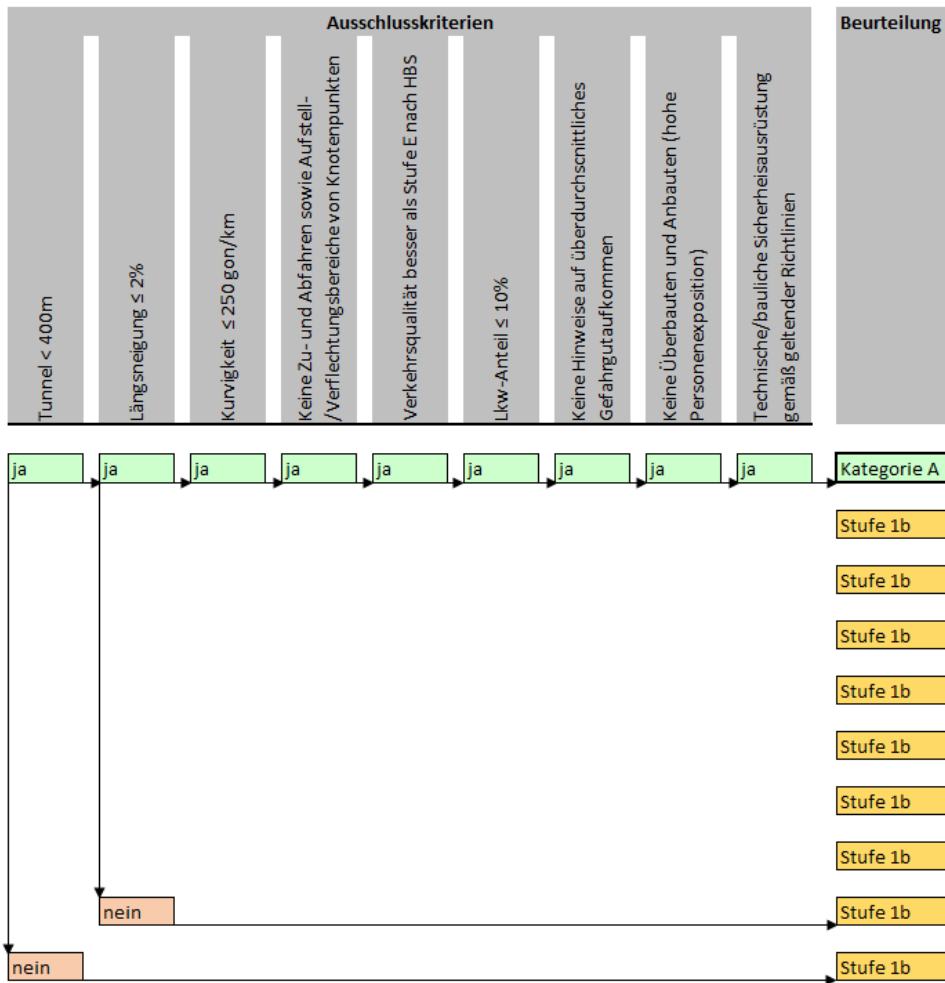 Ausschlusskriterien
Beurteilung
Tunnel < 400m
Längsneigung ≤ 2%
Kurvigkeit ≤ 250 gon/km
Keine Zu- und Abfahren sowie Aufstell-
/Verflechtungsbereiche von Knotenpunkten
Verkehrsqualität besser als Stufe E nach HBS
Lkw-Anteil ≤ 10%
Keine Hinweise auf überdurchscnittliches
Gefahrgutaufkommen
Keine Überbauten und Anbauten (hohe
Personenexposition)
Technische/bauliche Sicherheisausrüstung
gemäß geltender Richtlinien
ja ja ja ja ja ja ja ja ja Kategorie A
Stufe 1b
Stufe 1b
Stufe 1b
Stufe 1b
Stufe 1b
Stufe 1b
Stufe 1b
nein Stufe 1b
nein Stufe 1b